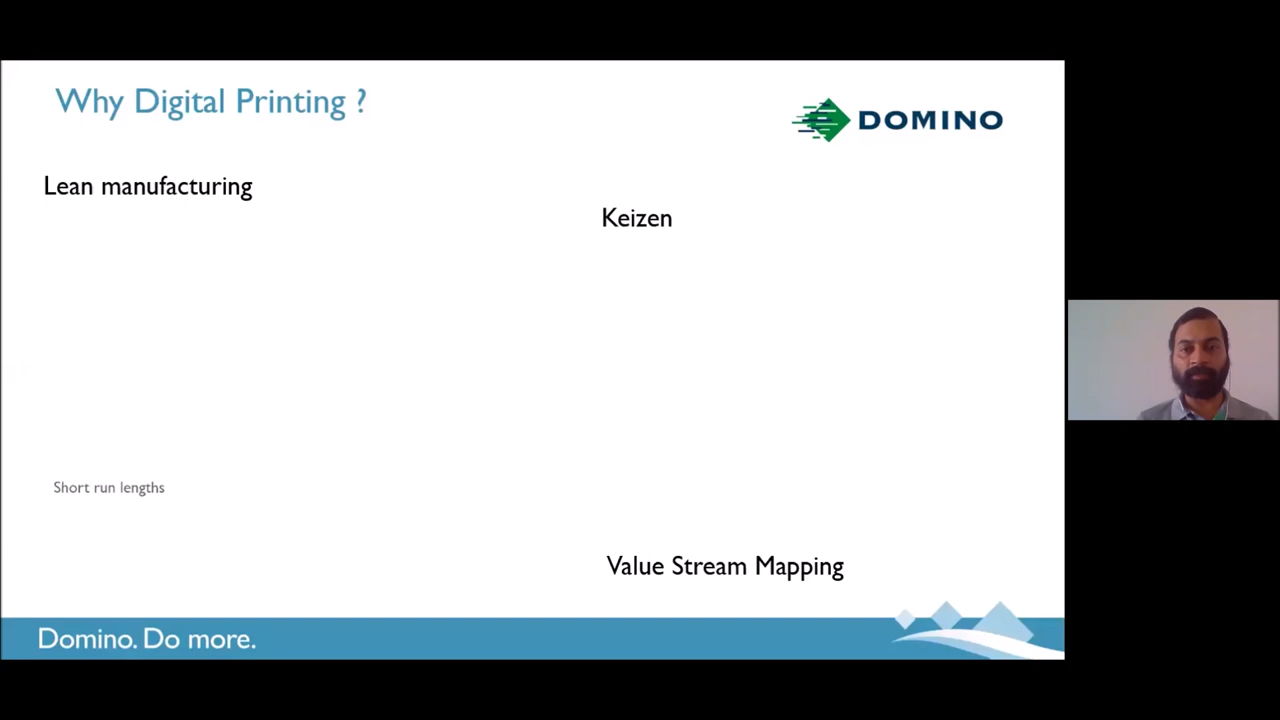 Why Digital Printing ?
DOMINO
Lean manufacturing
Keizen
Short run lengths
Value Stream Mapping
Domino. Do more.